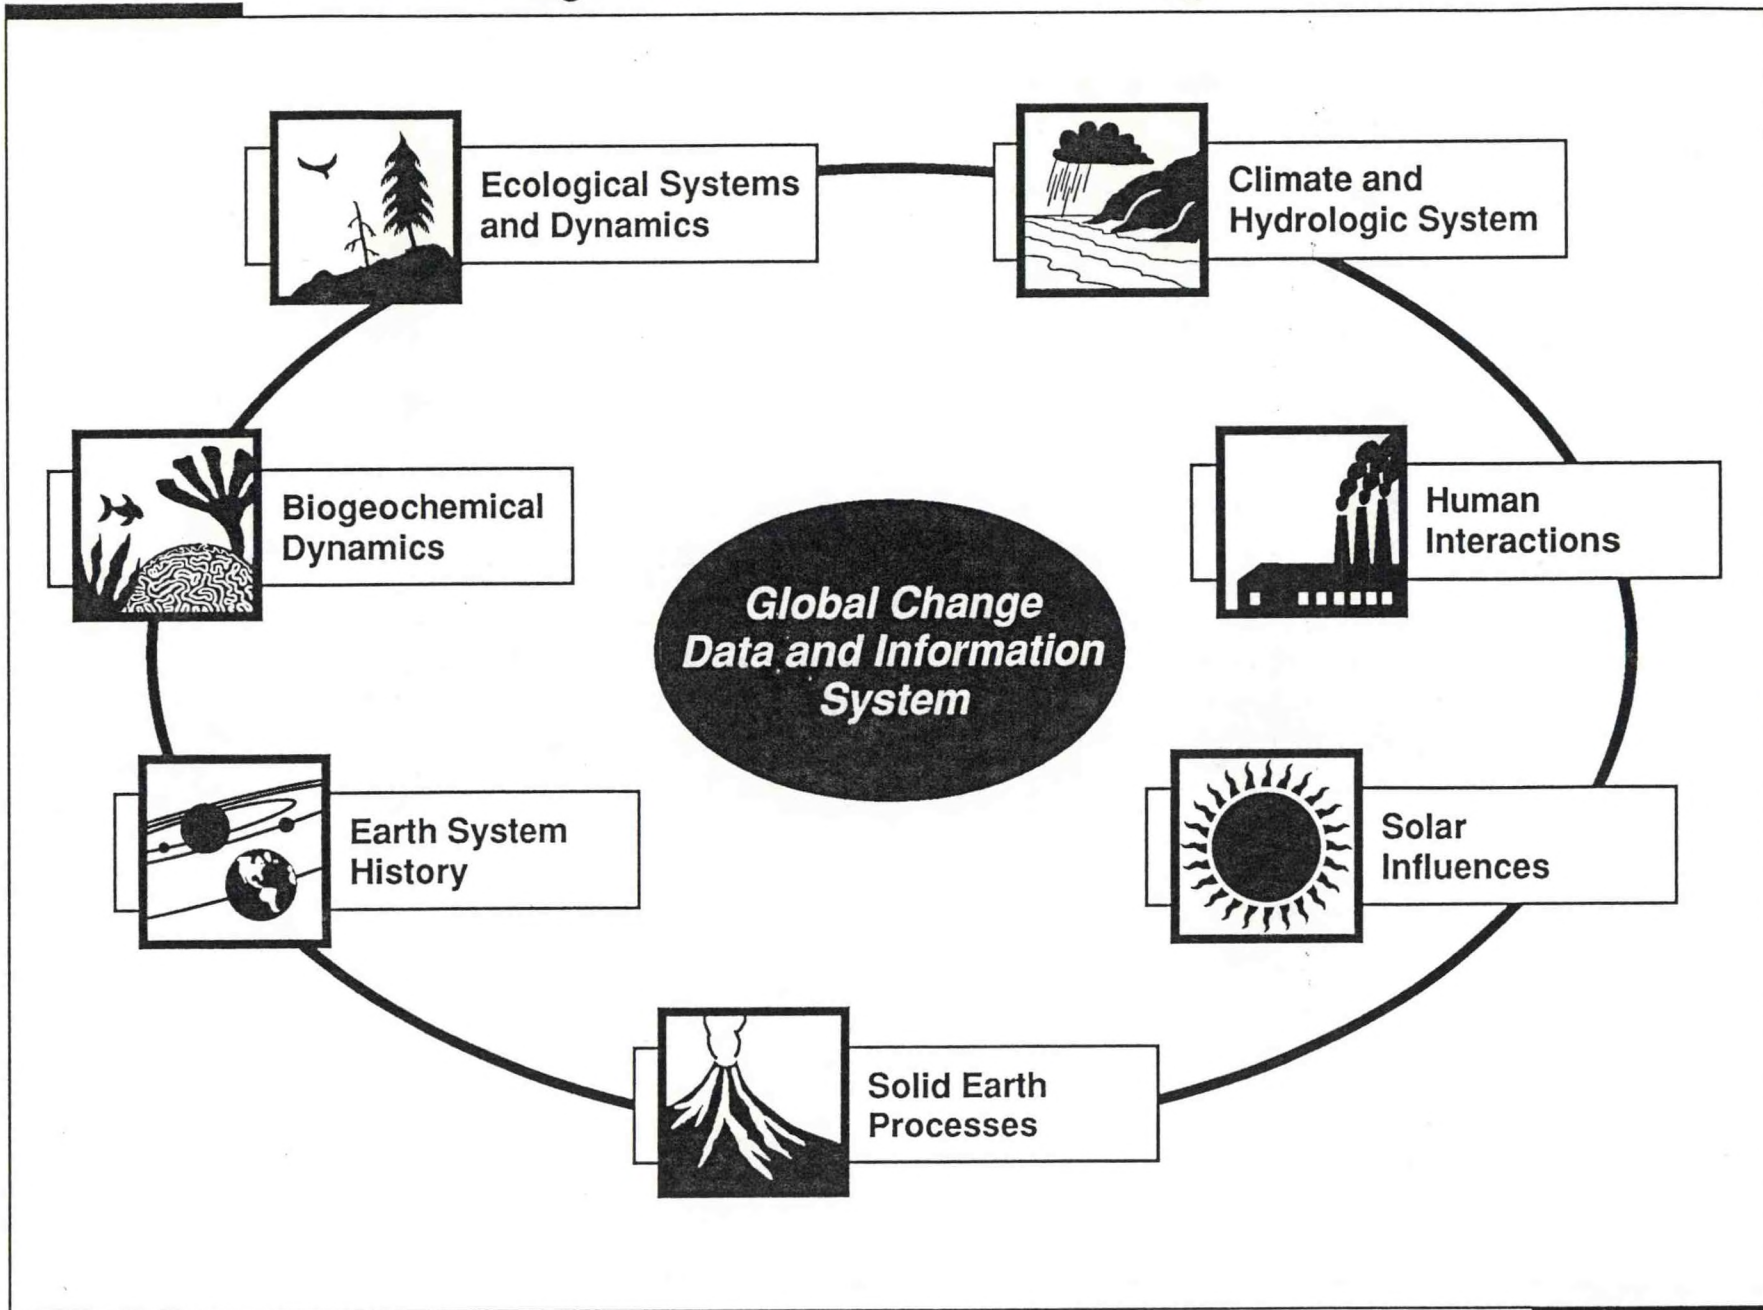 Ecological Systems
and Dynamics
Climate and
Hydrologic System
Biogeochemical
Dynamics
Human
Interactions
Global Change
Data and Information
System
Earth System
History
Solar
Influences
Solid Earth
Processes